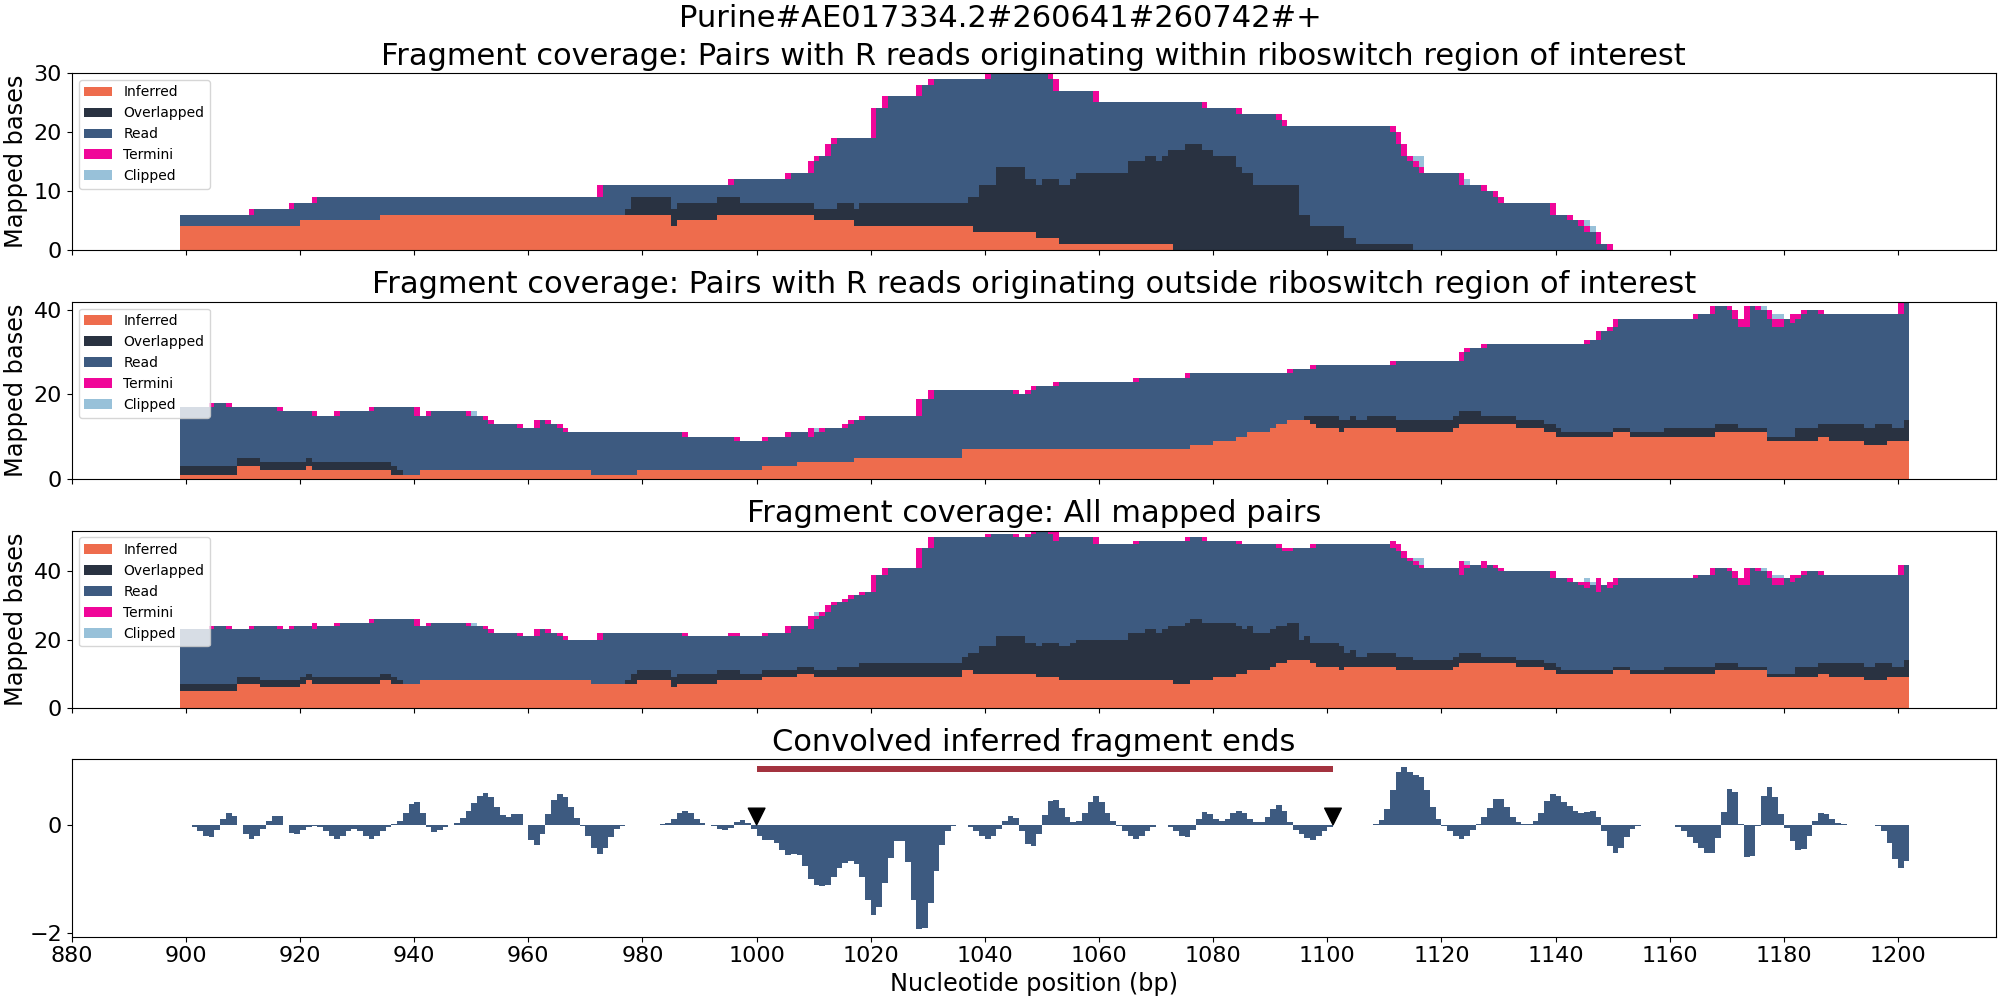 Purine#AE017334.2#260641#260742#+
Fragment coverage: Pairs with R reads originating within riboswitch region of interest
Mapped bases
30
20
10
0
Inferred
Overlapped
Read
Termini
Clipped
Fragment coverage: Pairs with R reads originating outside riboswitch region of interest
Mapped bases
40
20
0
Inferred
Overlapped
Read
Termini
Clipped
Fragment coverage: All mapped pairs
Mapped bases
40
20
0
Inferred
Overlapped
Read
Termini
Clipped
Convolved inferred fragment ends
0
−2
880 900 920 940 960 980 1000 1020 1040 1060 1080 1100 1120 1140 1160 1180 1200
Nucleotide position (bp)